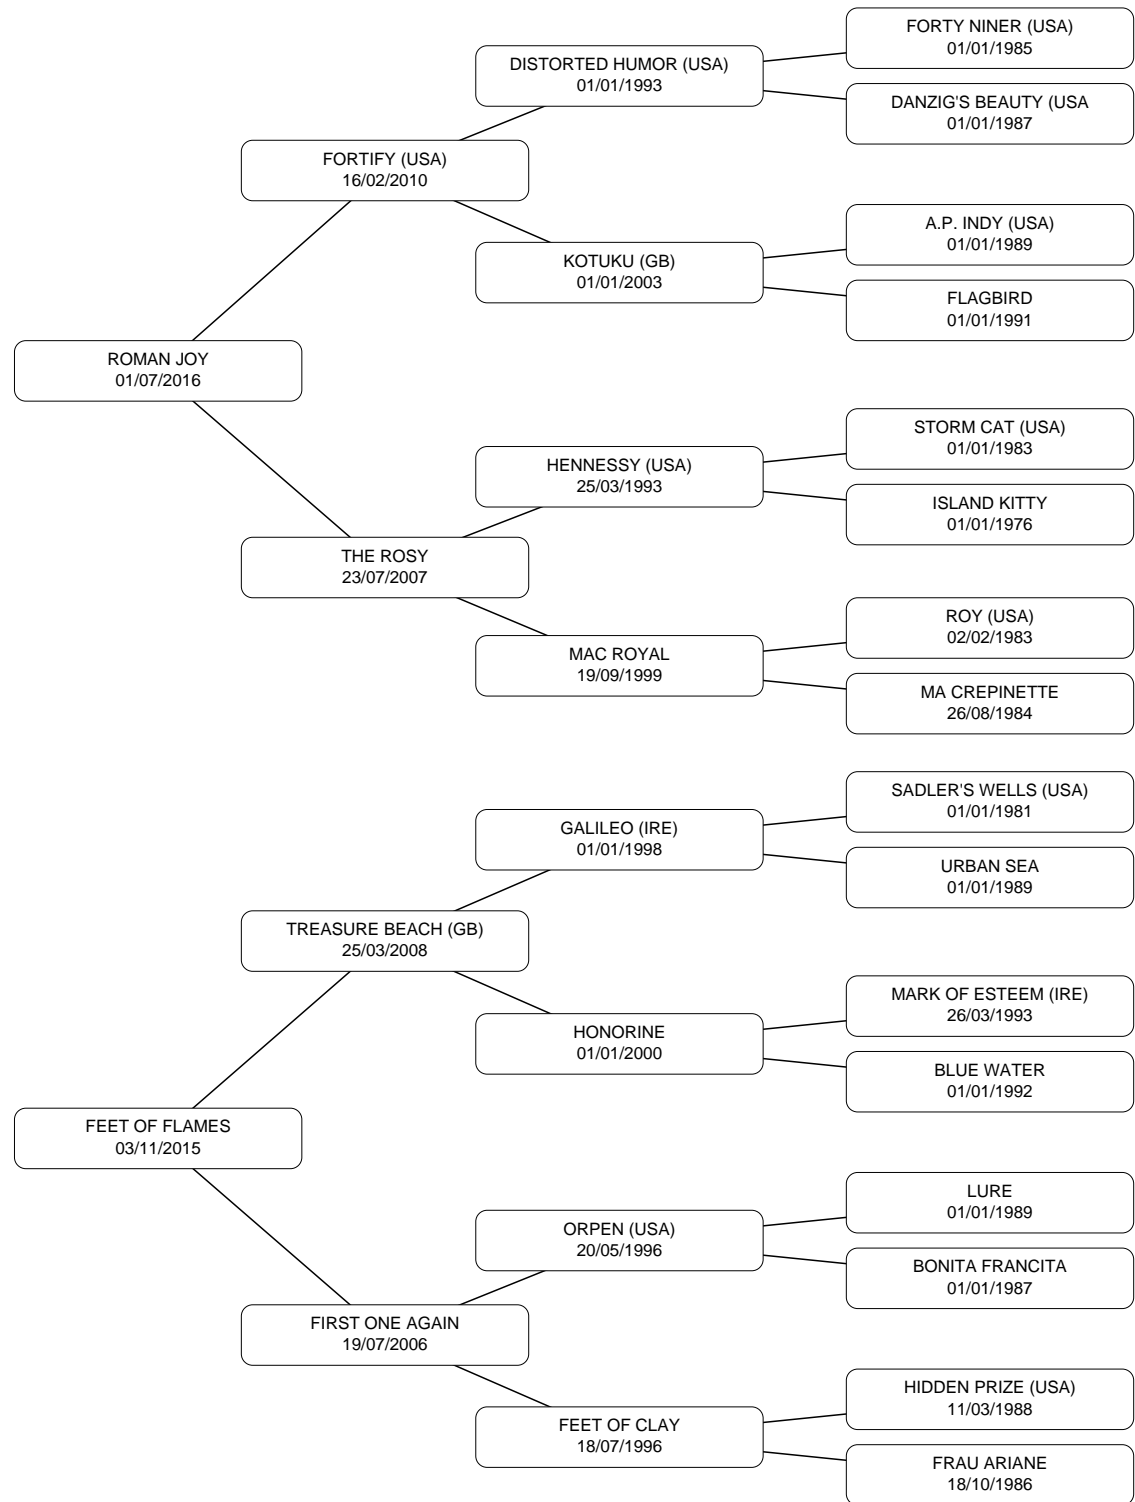 FORTY NINER (USA)
01/01/1985
DISTORTED HUMOR (USA)
01/01/1993
DANZIG'S BEAUTY (USA
01/01/1987
FORTIFY (USA)
16/02/2010
A.P. INDY (USA)
01/01/1989
KOTUKU (GB)
01/01/2003
FLAGBIRD
01/01/1991
ROMAN JOY
01/07/2016
STORM CAT (USA)
01/01/1983
HENNESSY (USA)
25/03/1993
ISLAND KITTY
01/01/1976
THE ROSY
23/07/2007
ROY (USA)
02/02/1983
MAC ROYAL
19/09/1999
MA CREPINETTE
26/08/1984
SADLER'S WELLS (USA)
01/01/1981
GALILEO (IRE)
01/01/1998
URBAN SEA
01/01/1989
TREASURE BEACH (GB)
25/03/2008
MARK OF ESTEEM (IRE)
26/03/1993
HONORINE
01/01/2000
BLUE WATER
01/01/1992
FEET OF FLAMES
03/11/2015
LURE
01/01/1989
ORPEN (USA)
20/05/1996
BONITA FRANCITA
01/01/1987
FIRST ONE AGAIN
19/07/2006
HIDDEN PRIZE (USA)
11/03/1988
FEET OF CLAY
18/07/1996
FRAU ARIANE
18/10/1986